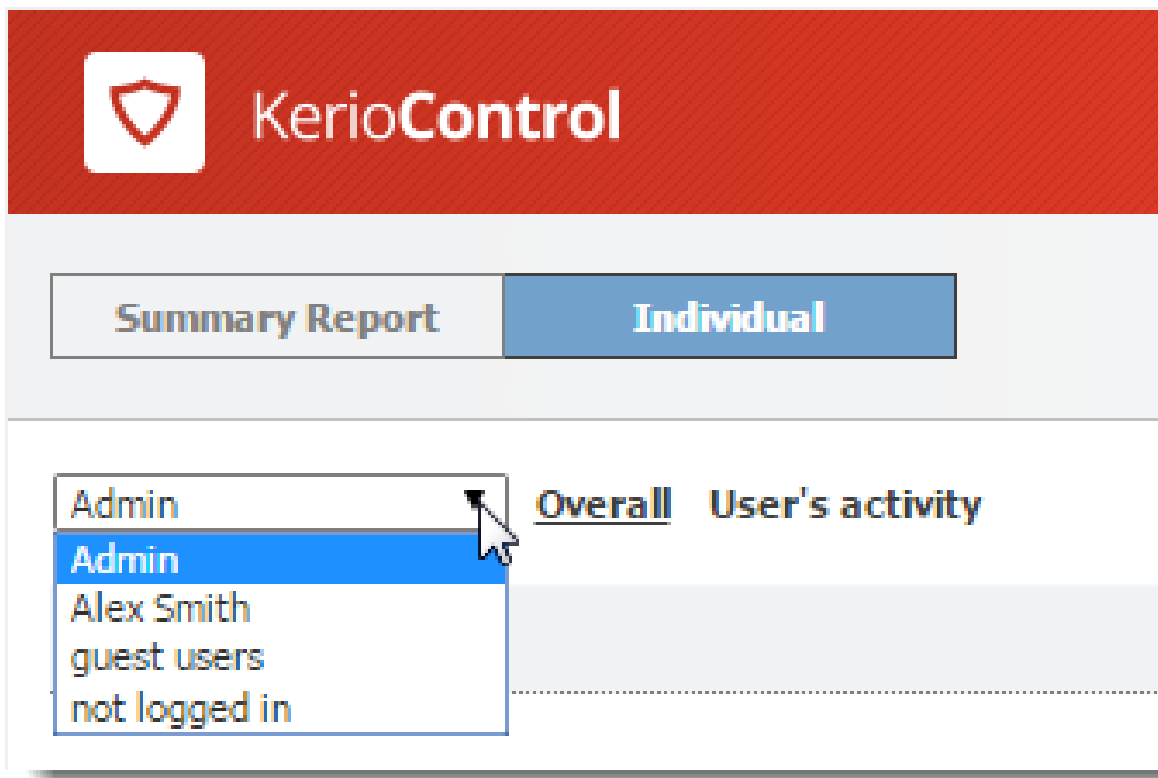 KerioControl
Summary Report Individual
Admin Overall User's activity
Admin
Alex Smith
guest users
not logged in